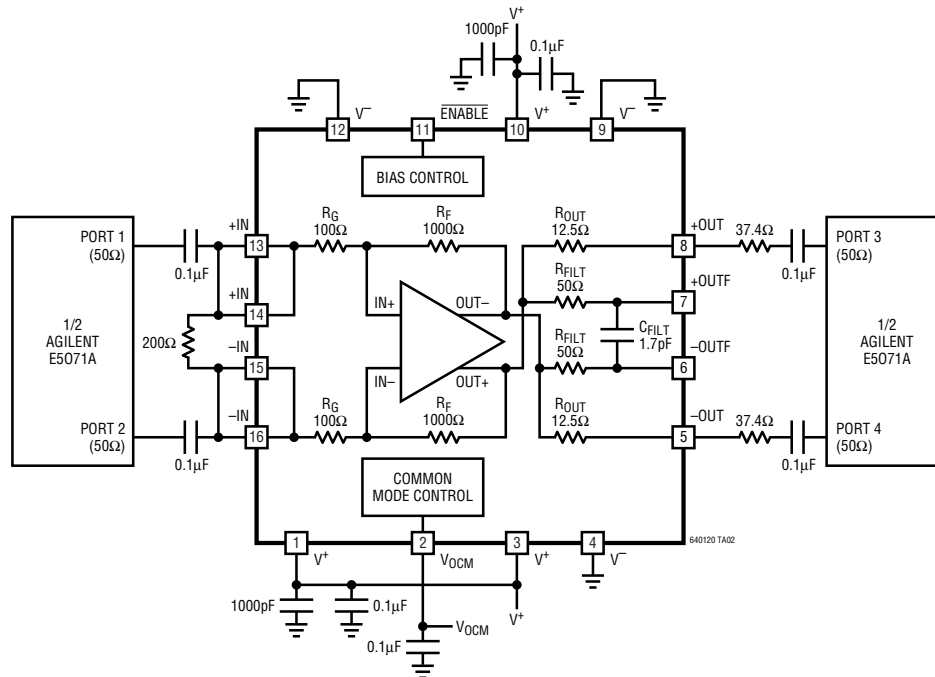 V+
1000pF
0.1µF
V−
ENABLE
V+
V−
12
11
10
9
BIAS CONTROL
PORT 1
(50Ω)
0.1µF
+IN
13
RG
100Ω
RF
1000Ω
ROUT
12.5Ω
+OUT
8
37.4Ω
0.1µF
PORT 3
(50Ω)
1/2
AGILENT
E5O71A
200Ω
+IN
14
−IN
15
IN+
OUT−
IN−
OUT+
RFILT
50Ω
+OUTF
7
CFILT
1.7pF
RFILT
50Ω
−OUTF
6
1/2
AGILENT
E5O71A
PORT 2
(50Ω)
0.1µF
−IN
16
RG
100Ω
RF
1000Ω
ROUT
12.5Ω
−OUT
5
37.4Ω
0.1µF
PORT 4
(50Ω)
COMMON
MODE CONTROL
640120 TA02
1
2
3
4
V+
VOCM
V+
V−
1000pF
0.1µF
V+
0.1µF
VOCM